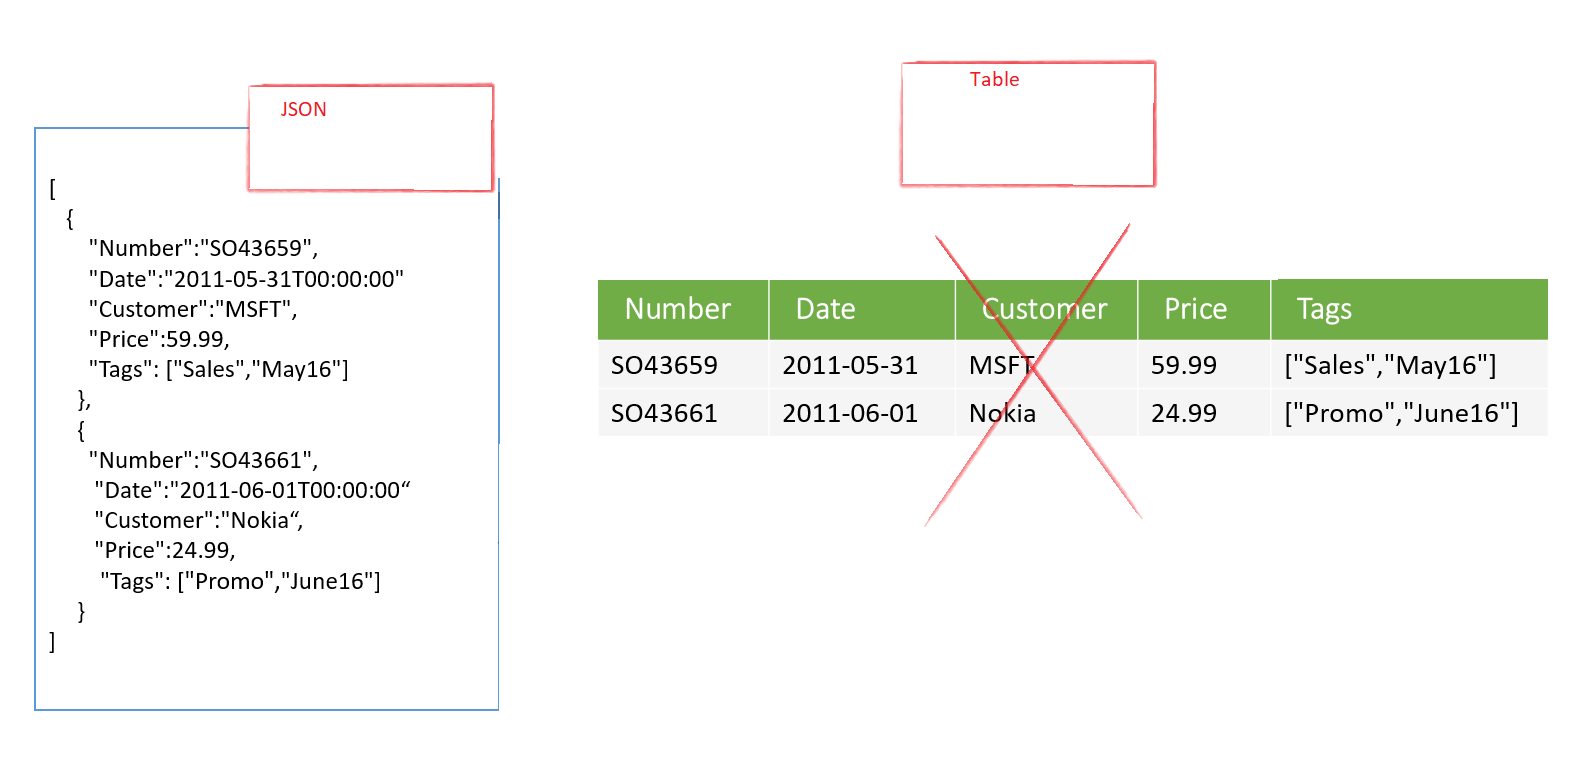 JSON
[
{
"Number":"SO43659",
"Date":"2011-05-31T00:00:00"
"Customer":"MSFT",
"Price":59.99,
"Tags": ["Sales","May16"]
},
{
"Number":"SO43661",
"Date":"2011-06-01T00:00:00“
"Customer":"Nokia“,
"Price":24.99,
"Tags": ["Promo","June16"]
}
]
Table
Number Date Customer Price Tags
SO43659 2011-05-31 MSFT 59.99 ["Sales","May16"]
SO43661 2011-06-01 Nokia 24.99 ["Promo","June16"]